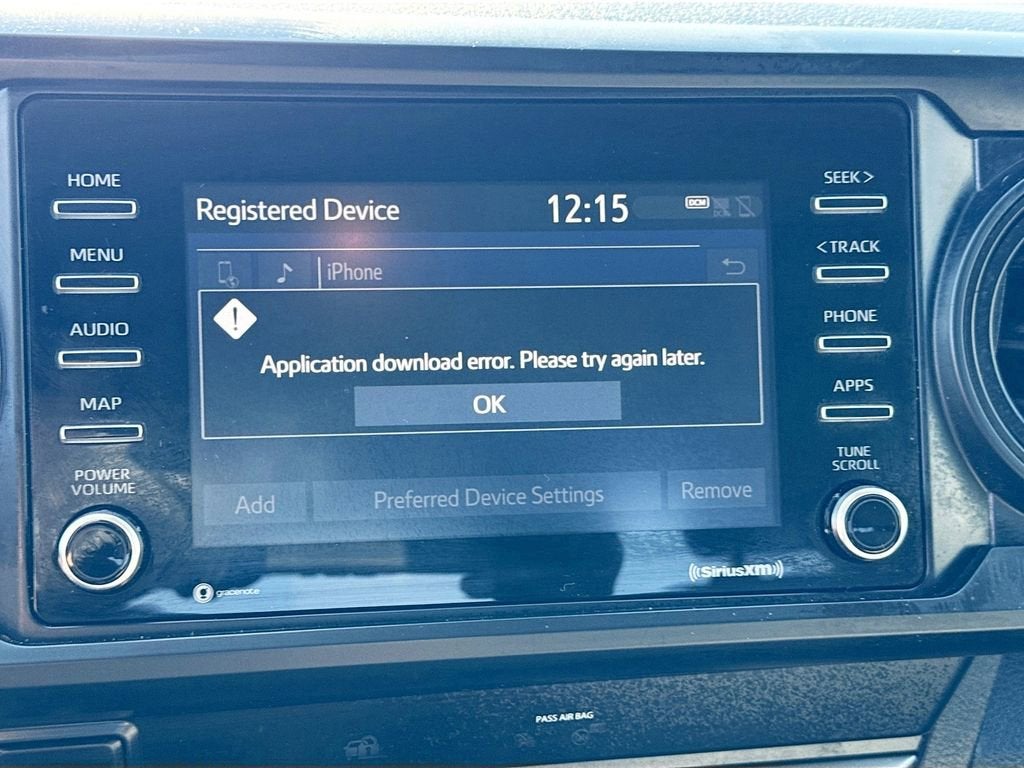 HOME
MENU
AUDIO
MAP
POWER
VOLUME
Registered Device
12:15
DCM
iPhone
Application download error. Please try again later.
OK
Add
Preferred Device Settings
Remove
SEEK >
< TRACK
PHONE
APPS
TUNE
SCROLL
gracenote
((SiriusXM))
PASS AIR BAG